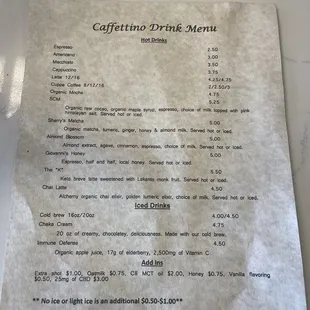 Caffettino Drink Menu
Hot Drinks
Espresso 2.50
Americano 3.00
Macchiato 3.50
Cappuccino 3.75
Latte 12/16 4.25/4.75
Coffee 8/12/16 2/2.50/3
Organic Mocha 4.75
SCM 5.25
Organic raw cacao, organic maple syrup, espresso, choice of milk topped with pink
himalayan salt. Served hot or iced.
Sherry's Matcha 5.00
Organic matcha, tumeric, ginger, honey & almond milk. Served hot or iced.
Almond Blossom 5.00
Almond extract, agave, cinnamon, espresso, choice of milk. Served hot or iced.
Giovanni's Honey 5.00
Espresso, half and half, local honey. Served hot or iced.
The "K" 6.50
Keto brew latte sweetened with Lakanto monk fruit. Served hot or iced.
Chai Latte 4.50
Alchemy organic chai elixir, golden tumeric elixir, choice of milk. Served hot or iced.
Iced Drinks
Cold brew 16oz/20oz 4.00/4.50
Cheka Cream 4.75
20 oz of creamy, chocolatey, deliciousness. Made with our cold brew.
Immune Defense 4.50
Organic apple juice, 17g of elderberry, 2,500mg of Vitamin C
Add Ins
Extra shot $1.00, Oatmilk $0.75, C8 MCT oil $2.00, Honey $0.75, Vanilla flavoring
$0.50, 25mg of CBD $3.00
** No ice or light ice is an additional $0.50-$1.00**